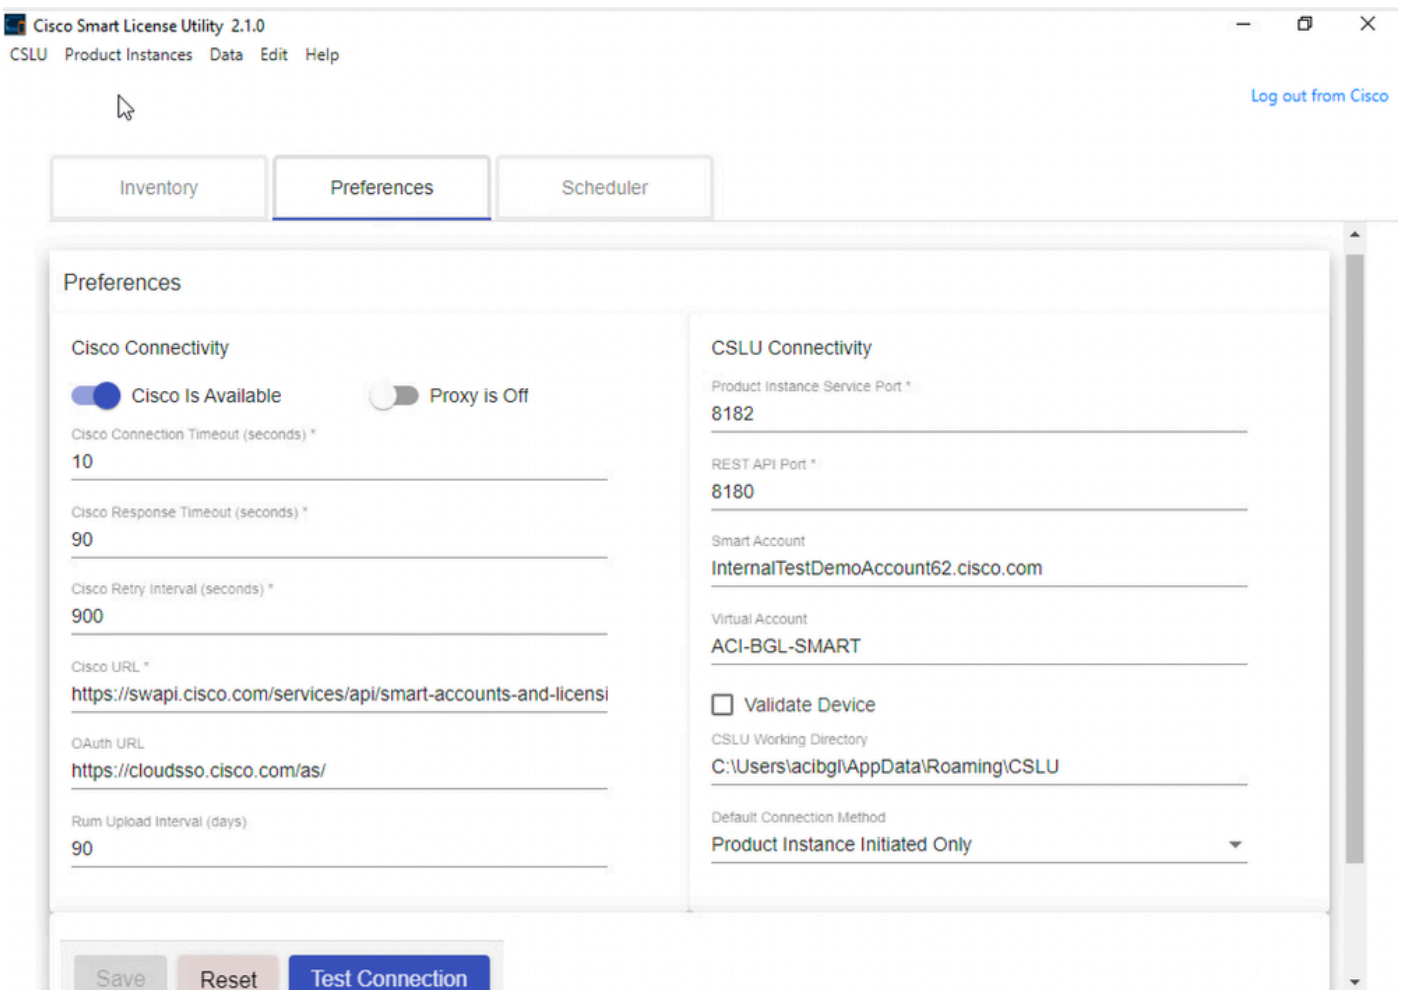 Cisco Smart License Utility 2.1.0
CSLU Product Instances Data Edit Help
Log out from Cisco
Inventory Preferences Scheduler
Preferences
Cisco Connectivity
Cisco Is Available Proxy is Off
Cisco Connection Timeout (seconds) *
10
Cisco Response Timeout (seconds) *
90
Cisco Retry Interval (seconds) *
900
Cisco URL *
https://swapi.cisco.com/services/api/smart-accounts-and-licensi
OAuth URL
https://cloudsso.cisco.com/as/
Rum Upload Interval (days)
90
CSLU Connectivity
Product Instance Service Port *
8182
REST API Port *
8180
Smart Account
InternalTestDemoAccount62.cisco.com
Virtual Account
ACI-BGL-SMART
Validate Device
CSLU Working Directory
C:\Users\acibgl\AppData\Roaming\CSLU
Default Connection Method
Product Instance Initiated Only
Save Reset Test Connection